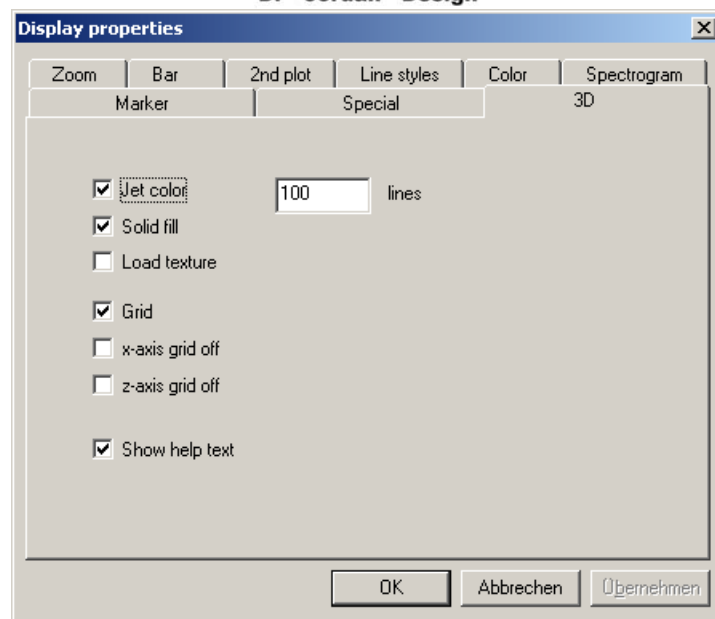 Display properties
Zoom Bar 2nd plot Line styles Color Spectrogram
Marker Special 3D
Jet color 100 lines
Solid fill
Load texture
Grid
x-axis grid off
z-axis grid off
Show help text
OK Abbrechen Übernehmen